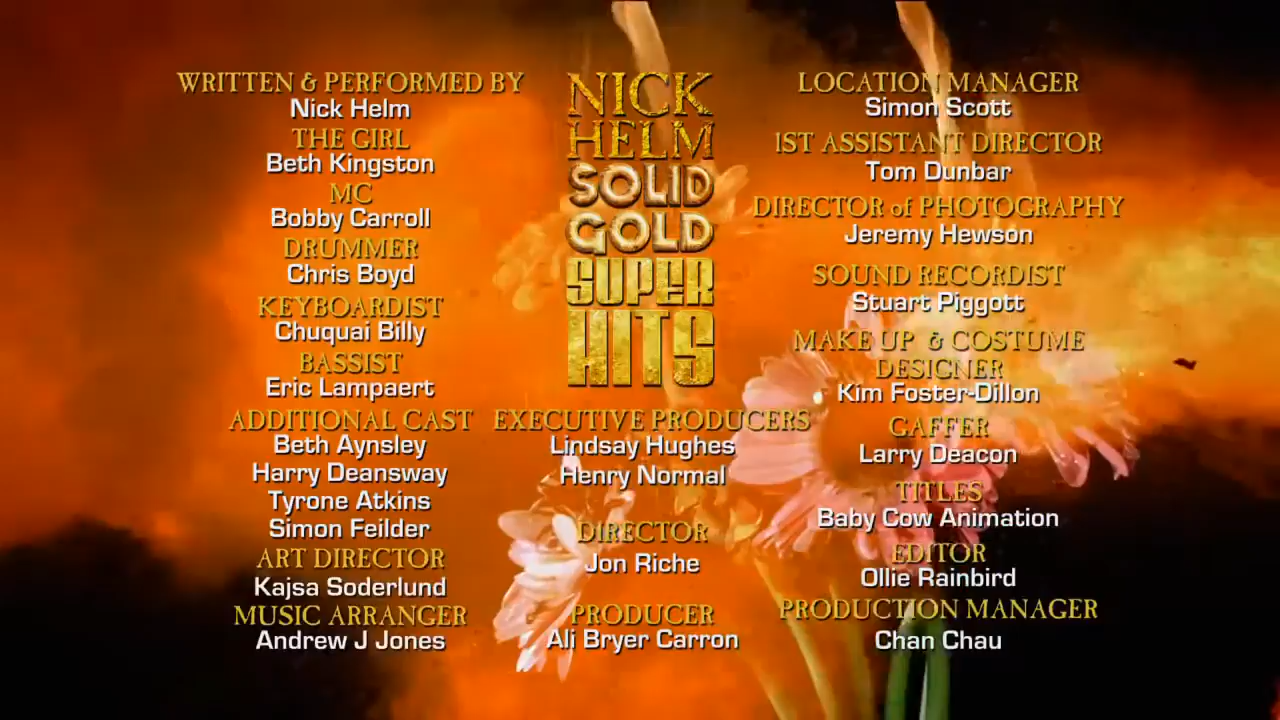 WRITTEN & PERFORMED BY
Nick Helm
THE GIRL
Beth Kingston
MC
Bobby Carroll
DRUMMER
Chris Boyd
KEYBOARDIST
Chuquai Billy
BASSIST
Eric Lampaert
ADDITIONAL CAST
Beth Aynsley
Harry Deansway
Tyrone Atkins
Simon Feilder
ART DIRECTOR
Kajsa Soderlund
MUSIC ARRANGER
Andrew J Jones
NICK
HELM
SOLID
GOLD
SUPER
HITS
EXECUTIVE PRODUCERS
Lindsay Hughes
Henry Normal
DIRECTOR
Jon Riche
PRODUCER
Ali Bryer Carron
LOCATION MANAGER
Simon Scott
1ST ASSISTANT DIRECTOR
Tom Dunbar
DIRECTOR of PHOTOGRAPHY
Jeremy Hewson
SOUND RECORDIST
Stuart Piggott
MAKE UP & COSTUME
DESIGNER
Kim Foster-Dillon
GAFFER
Larry Deacon
TITLES
Baby Cow Animation
EDITOR
Ollie Rainbird
PRODUCTION MANAGER
Chan Chau